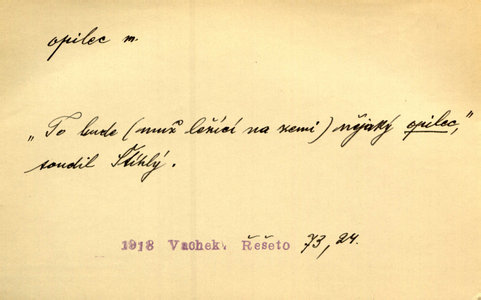 opilec m.
„To bude (muž ležící na zemi) nějaký opilec,"
soudil Štíhlý.
1918 Vachek, Řešeto 73, 24.